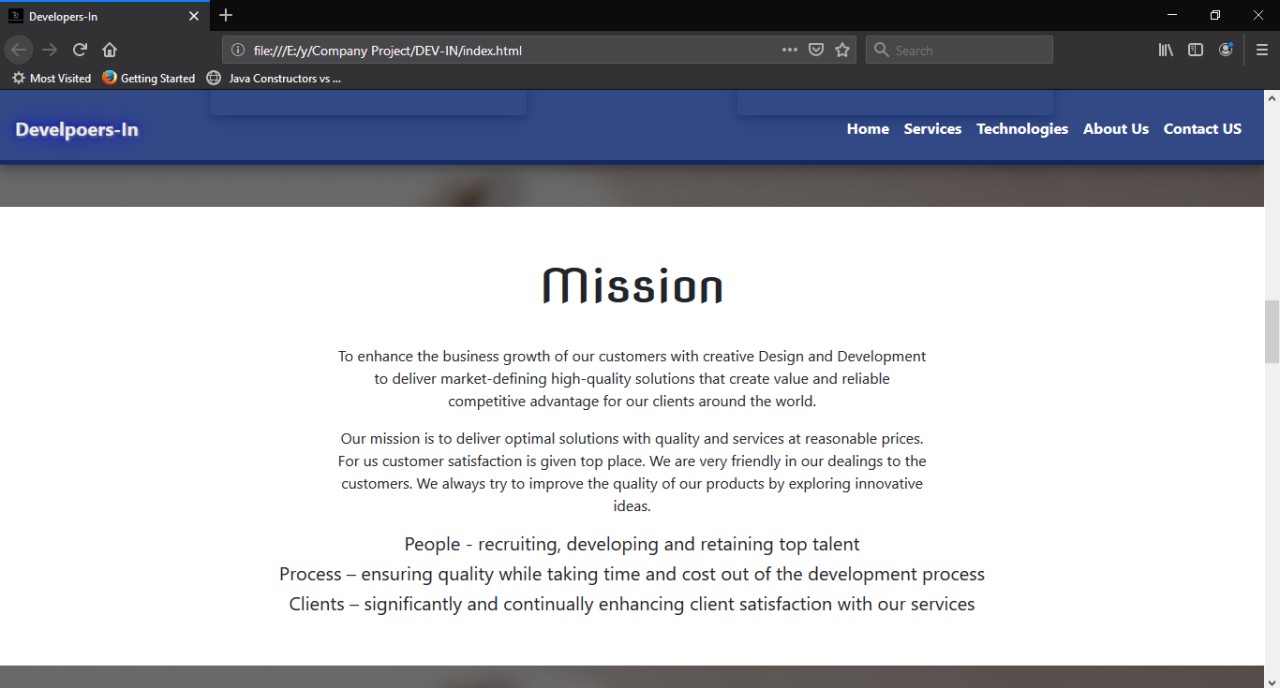 Developers-In
file:///E:/y/Company Project/DEV-IN/index.html
Search
Most Visited Getting Started Java Constructors vs ...
Develpoers-In Home Services Technologies About Us Contact US
Mission
To enhance the business growth of our customers with creative Design and Development
to deliver market-defining high-quality solutions that create value and reliable
competitive advantage for our clients around the world.
Our mission is to deliver optimal solutions with quality and services at reasonable prices.
For us customer satisfaction is given top place. We are very friendly in our dealings to the
customers. We always try to improve the quality of our products by exploring innovative
ideas.
People - recruiting, developing and retaining top talent
Process – ensuring quality while taking time and cost out of the development process
Clients – significantly and continually enhancing client satisfaction with our services